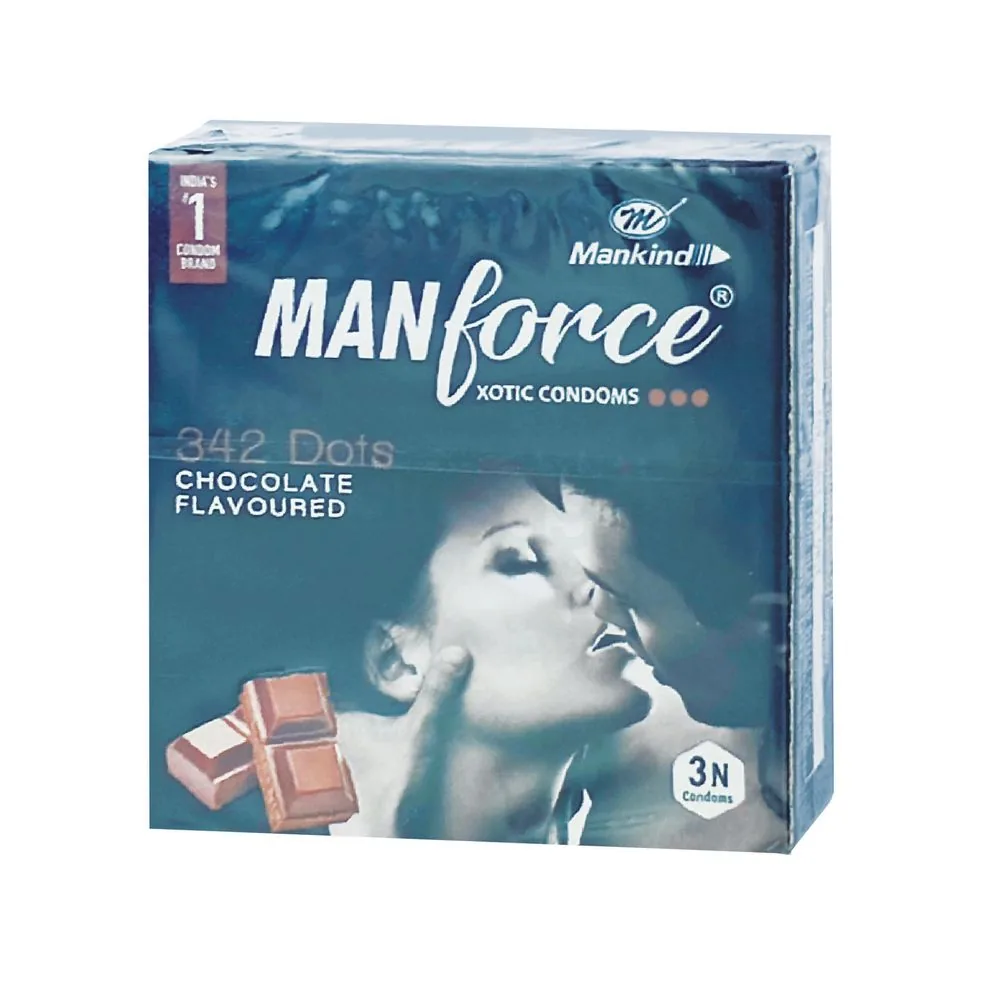 INDIA'S
#1
CONDOM
BRAND
m
Mankind
MANforce®
XOTIC CONDOMS
342 Dots
CHOCOLATE
FLAVOURED
3N
Condoms